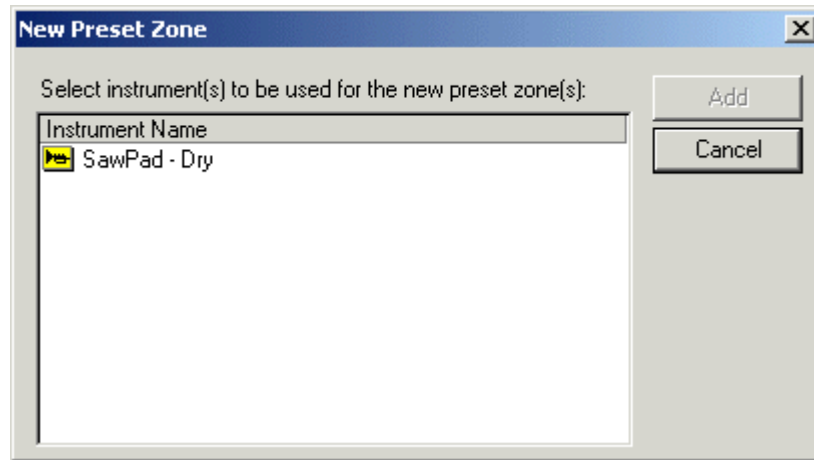 New Preset Zone
Select instrument(s) to be used for the new preset zone(s):
Add
Instrument Name
Cancel
SawPad - Dry